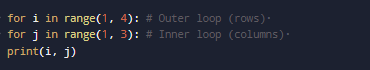 for i in range(1, 4): # Outer loop (rows)·
for j in range(1, 3): # Inner loop (columns)·
print(i, j)